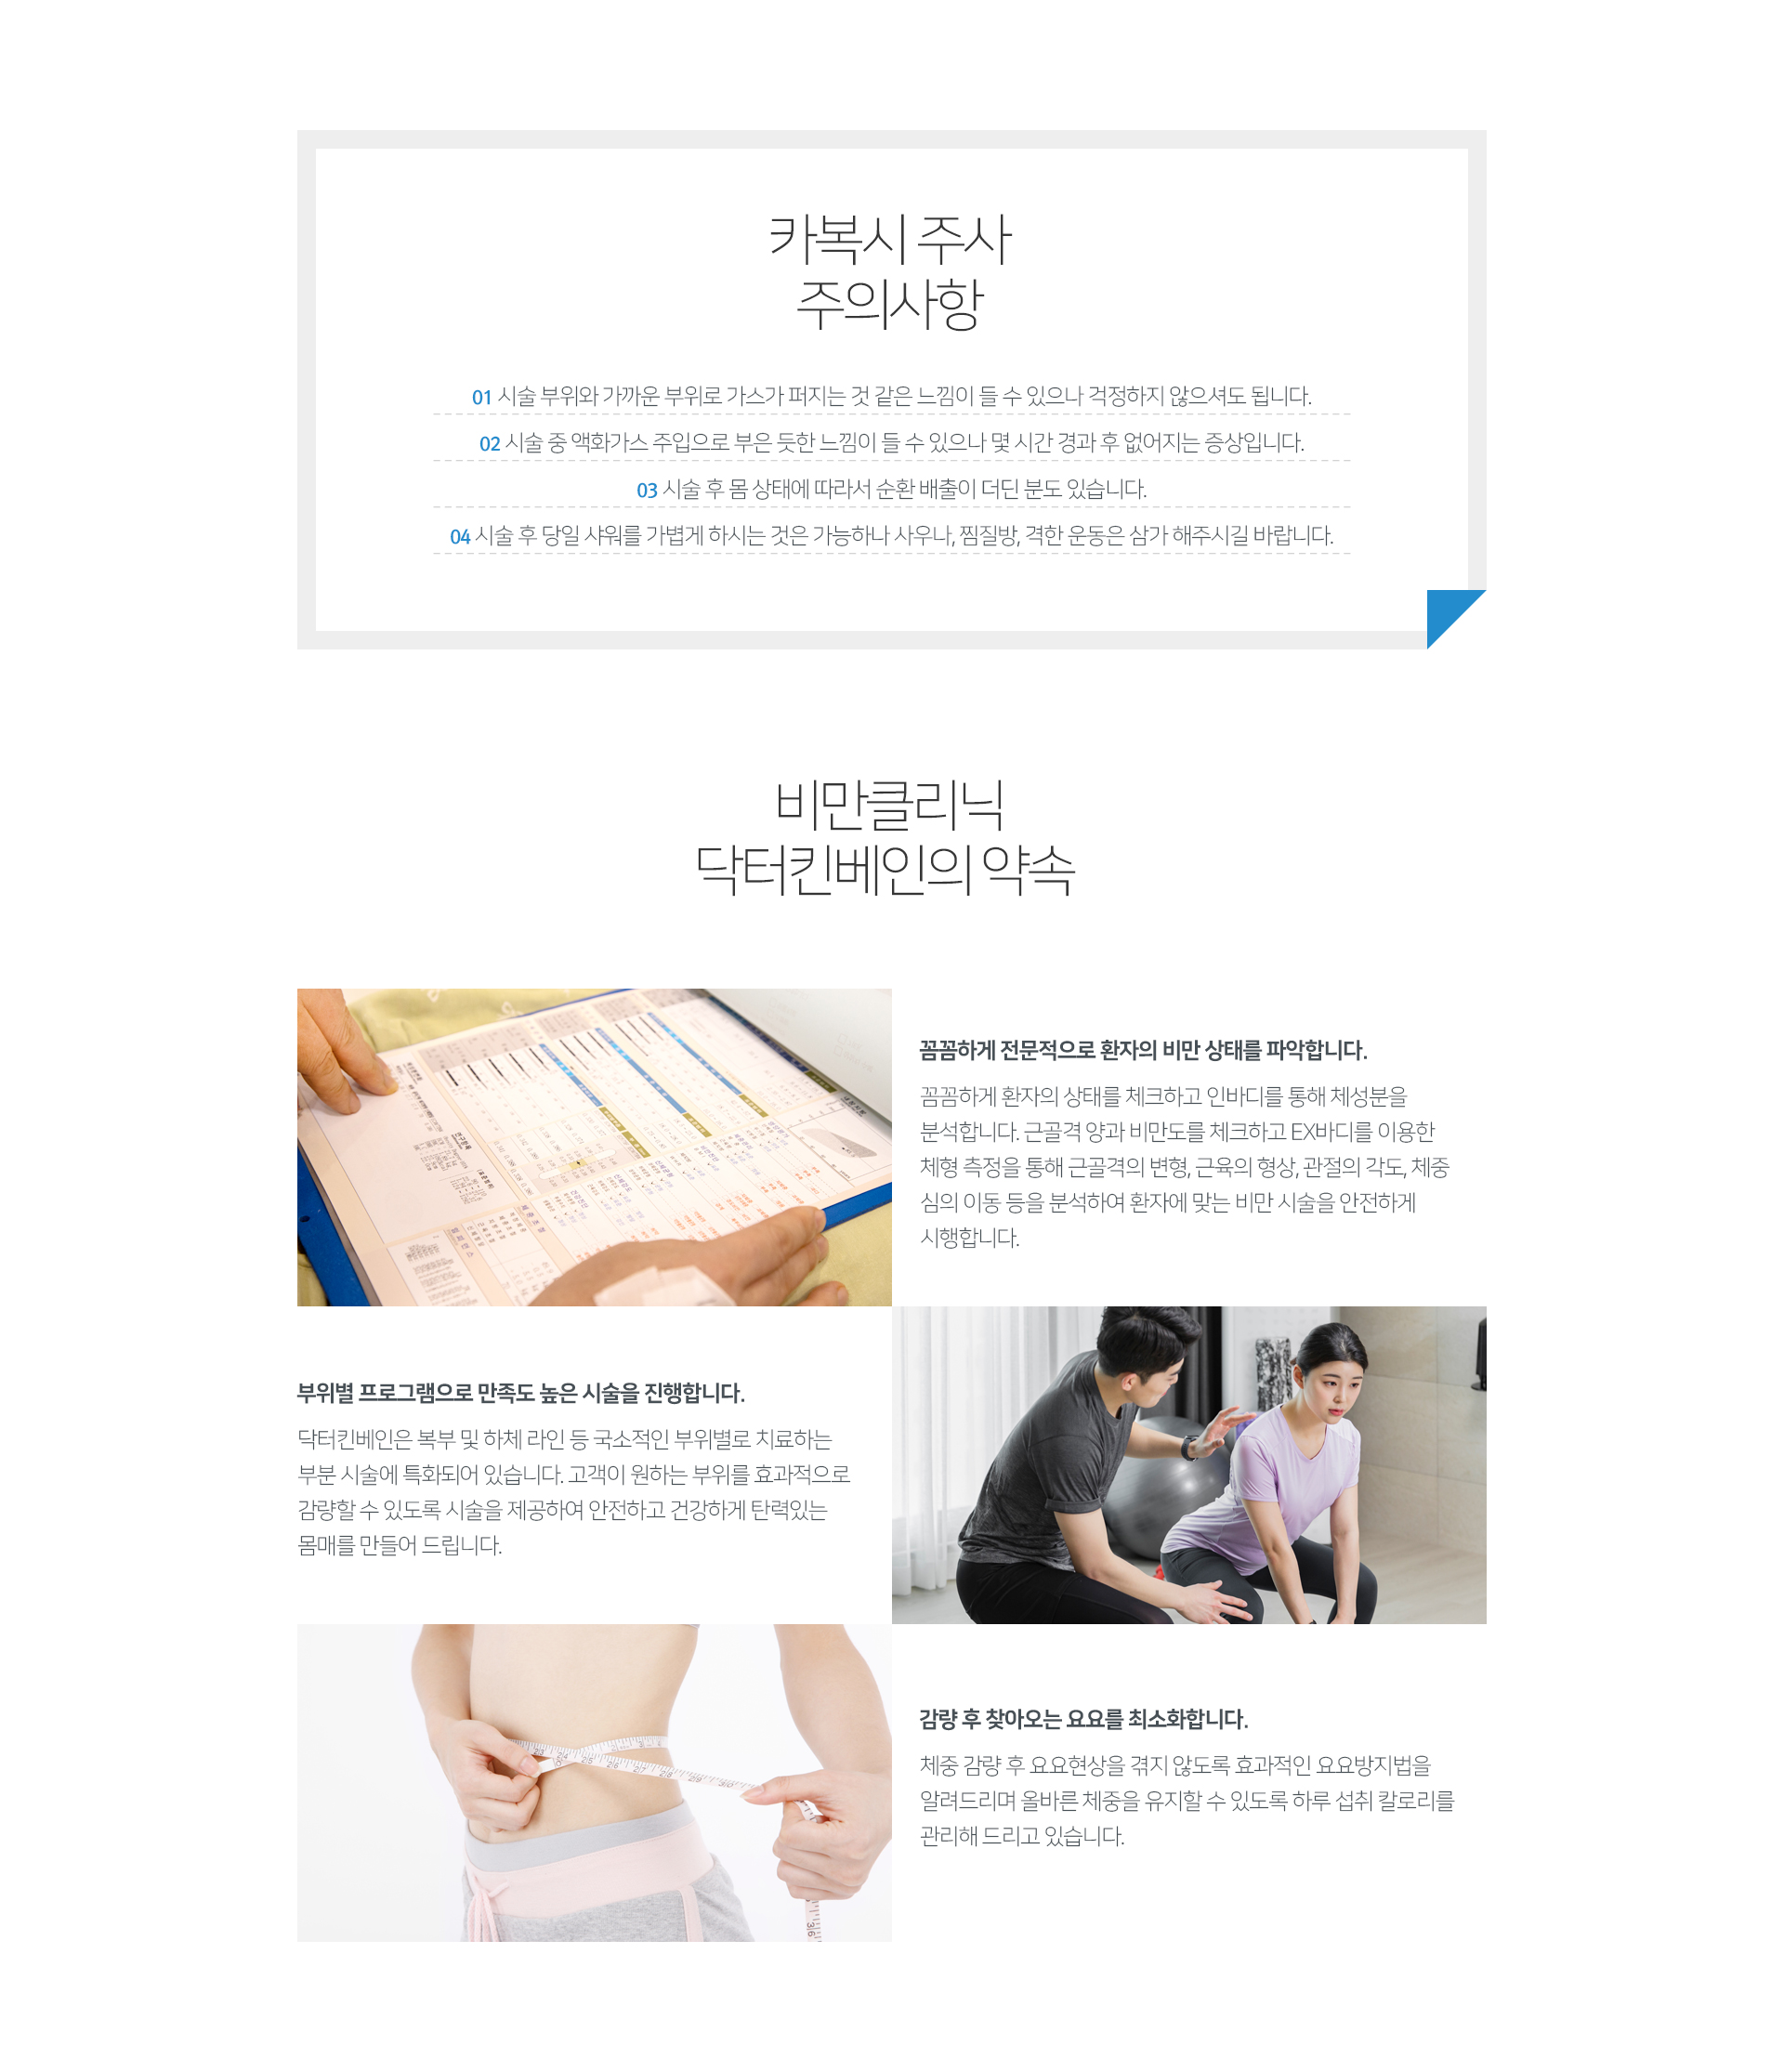 카복시 주사
주의사항
01 시술 부위와 가까운 부위로 가스가 퍼지는 것 같은 느낌이 들 수 있으나 걱정하지 않으셔도 됩니다.
02 시술 중 액화가스 주입으로 부은 듯한 느낌이 들 수 있으나 몇 시간 경과 후 없어지는 증상입니다.
03 시술 후 몸 상태에 따라서 순환 배출이 더딘 분도 있습니다.
04 시술 후 당일 샤워를 가볍게 하시는 것은 가능하나 사우나, 찜질방, 격한 운동은 삼가 해주시길 바랍니다.
비만클리닉
닥터킨베인의 약속
꼼꼼하게 전문적으로 환자의 비만 상태를 파악합니다.
꼼꼼하게 환자의 상태를 체크하고 인바디를 통해 체성분을
분석합니다. 근골격 양과 비만도를 체크하고 EX바디를 이용한
체형 측정을 통해 근골격의 변형, 근육의 형상, 관절의 각도, 체중
심의 이동 등을 분석하여 환자에 맞는 비만 시술을 안전하게
시행합니다.
부위별 프로그램으로 만족도 높은 시술을 진행합니다.
닥터킨베인은 복부 및 하체 라인 등 국소적인 부위별로 치료하는
부분 시술에 특화되어 있습니다. 고객이 원하는 부위를 효과적으로
감량할 수 있도록 시술을 제공하여 안전하고 건강하게 탄력있는
몸매를 만들어 드립니다.
감량 후 찾아오는 요요를 최소화합니다.
체중 감량 후 요요현상을 겪지 않도록 효과적인 요요방지법을
알려드리며 올바른 체중을 유지할 수 있도록 하루 섭취 칼로리를
관리해 드리고 있습니다.